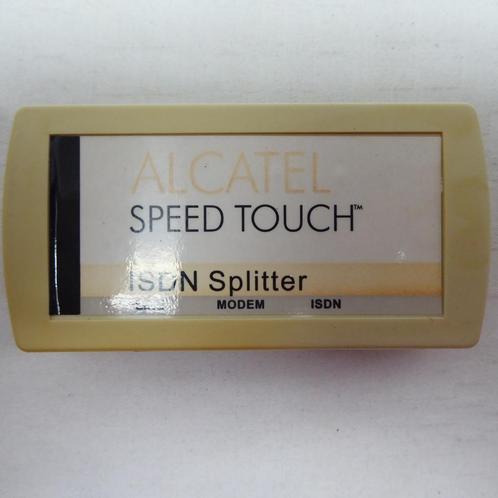 ALCATEL
SPEED TOUCH™
ISDN Splitter
MODEM ISDN